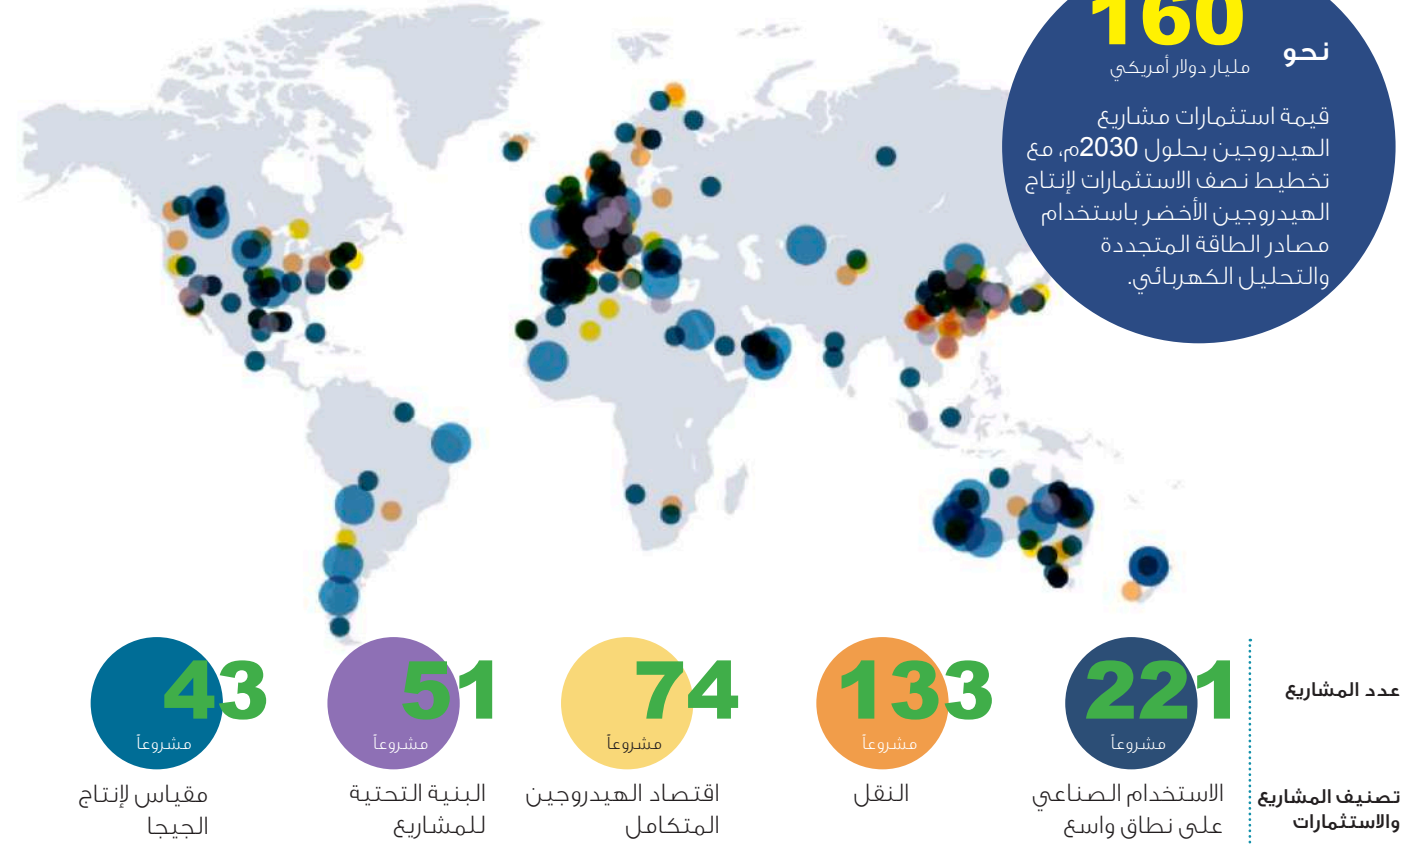 نحو 160
مليار دولار أمريكي
قيمة استثمارات مشاريع
الهيدروجين بحلول 2030م، مع
تخطيط نصف الاستثمارات لإنتاج
الهيدروجين الأخضر باستخدام
مصادر الطاقة المتجددة
والتحليل الكهربائي.
عدد المشاريع
221
مشروعاً
133
مشروعاً
74
مشروعاً
51
مشروعاً
43
مشروعاً
تصنيف المشاريع
والاستثمارات
الاستخدام الصناعي
على نطاق واسع
النقل
اقتصاد الهيدروجين
المتكامل
البنية التحتية
للمشاريع
مقياس لإنتاج
الجيجا